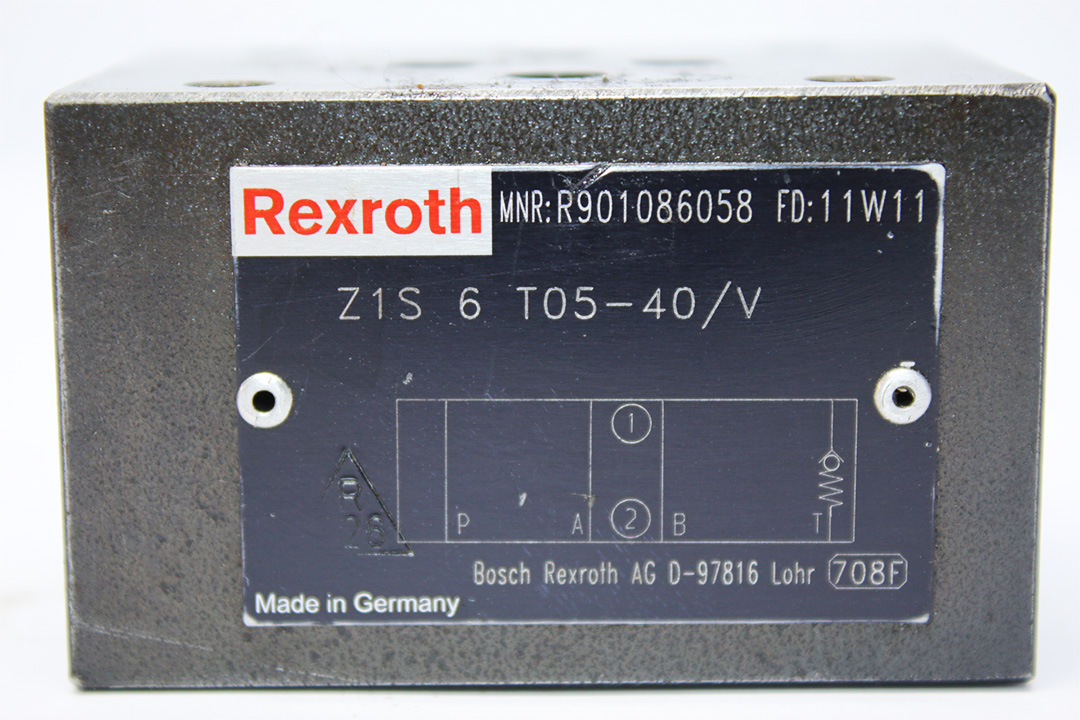 Rexroth MNR:R901086058 FD:11W11
Z1S 6 T05-40/V
1
P A 2 B T
Bosch Rexroth AG D-97816 Lohr 708F
Made in Germany